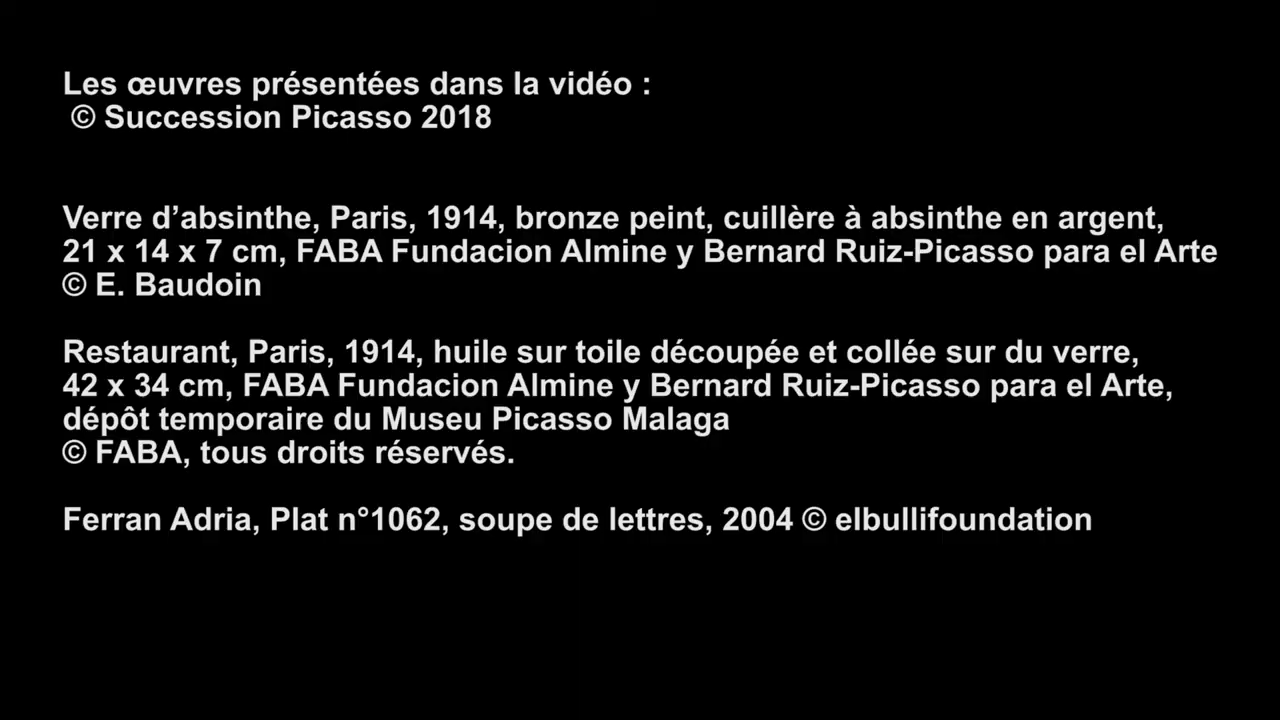 Les œuvres présentées dans la vidéo :
© Succession Picasso 2018
Verre d’absinthe, Paris, 1914, bronze peint, cuillère à absinthe en argent,
21 x 14 x 7 cm, FABA Fundacion Almine y Bernard Ruiz-Picasso para el Arte
© E. Baudoin
Restaurant, Paris, 1914, huile sur toile découpée et collée sur du verre,
42 x 34 cm, FABA Fundacion Almine y Bernard Ruiz-Picasso para el Arte,
dépôt temporaire du Museu Picasso Malaga
© FABA, tous droits réservés.
Ferran Adria, Plat n°1062, soupe de lettres, 2004 © elbullifoundation